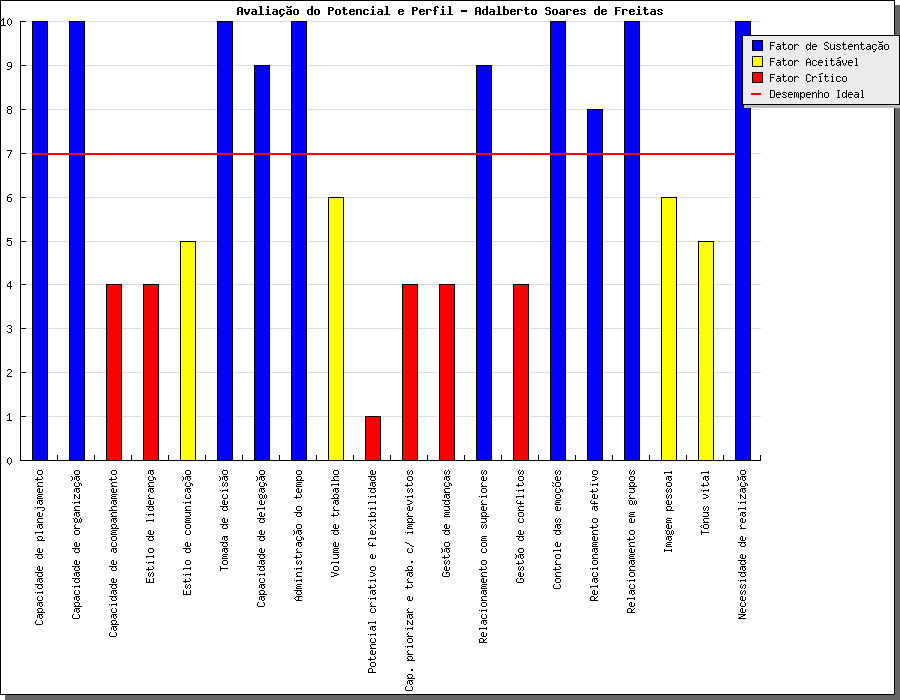 Avaliação do Potencial e Perfil - Adalberto Soares de Freitas
10
9
8
7
6
5
4
3
2
1
0
Fator de Sustentação
Fator Aceitável
Fator Crítico
Desempenho Ideal
Capacidade de planejamento
Capacidade de organização
Capacidade de acompanhamento
Estilo de liderança
Estilo de comunicação
Tomada de decisão
Capacidade de delegação
Administração do tempo
Volume de trabalho
Potencial criativo e flexibilidade
Cap. priorizar e trab. c/ imprevistos
Gestão de mudanças
Relacionamento com superiores
Gestão de conflitos
Controle das emoções
Relacionamento afetivo
Relacionamento em grupos
Imagem pessoal
Tônus vital
Necessidade de realização